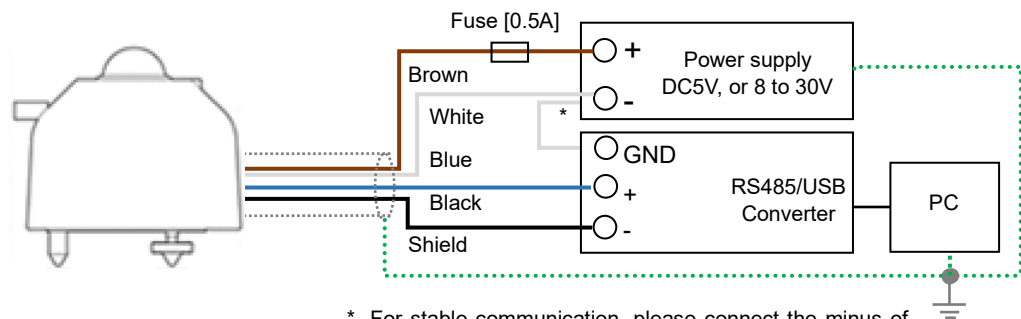 Fuse [0.5A]
+
Power supply
DC5V, or 8 to 30V
Brown
-
*
White
GND
Blue
+
RS485/USB
Converter
PC
Black
-
Shield
* For stable communication, please connect the minus of